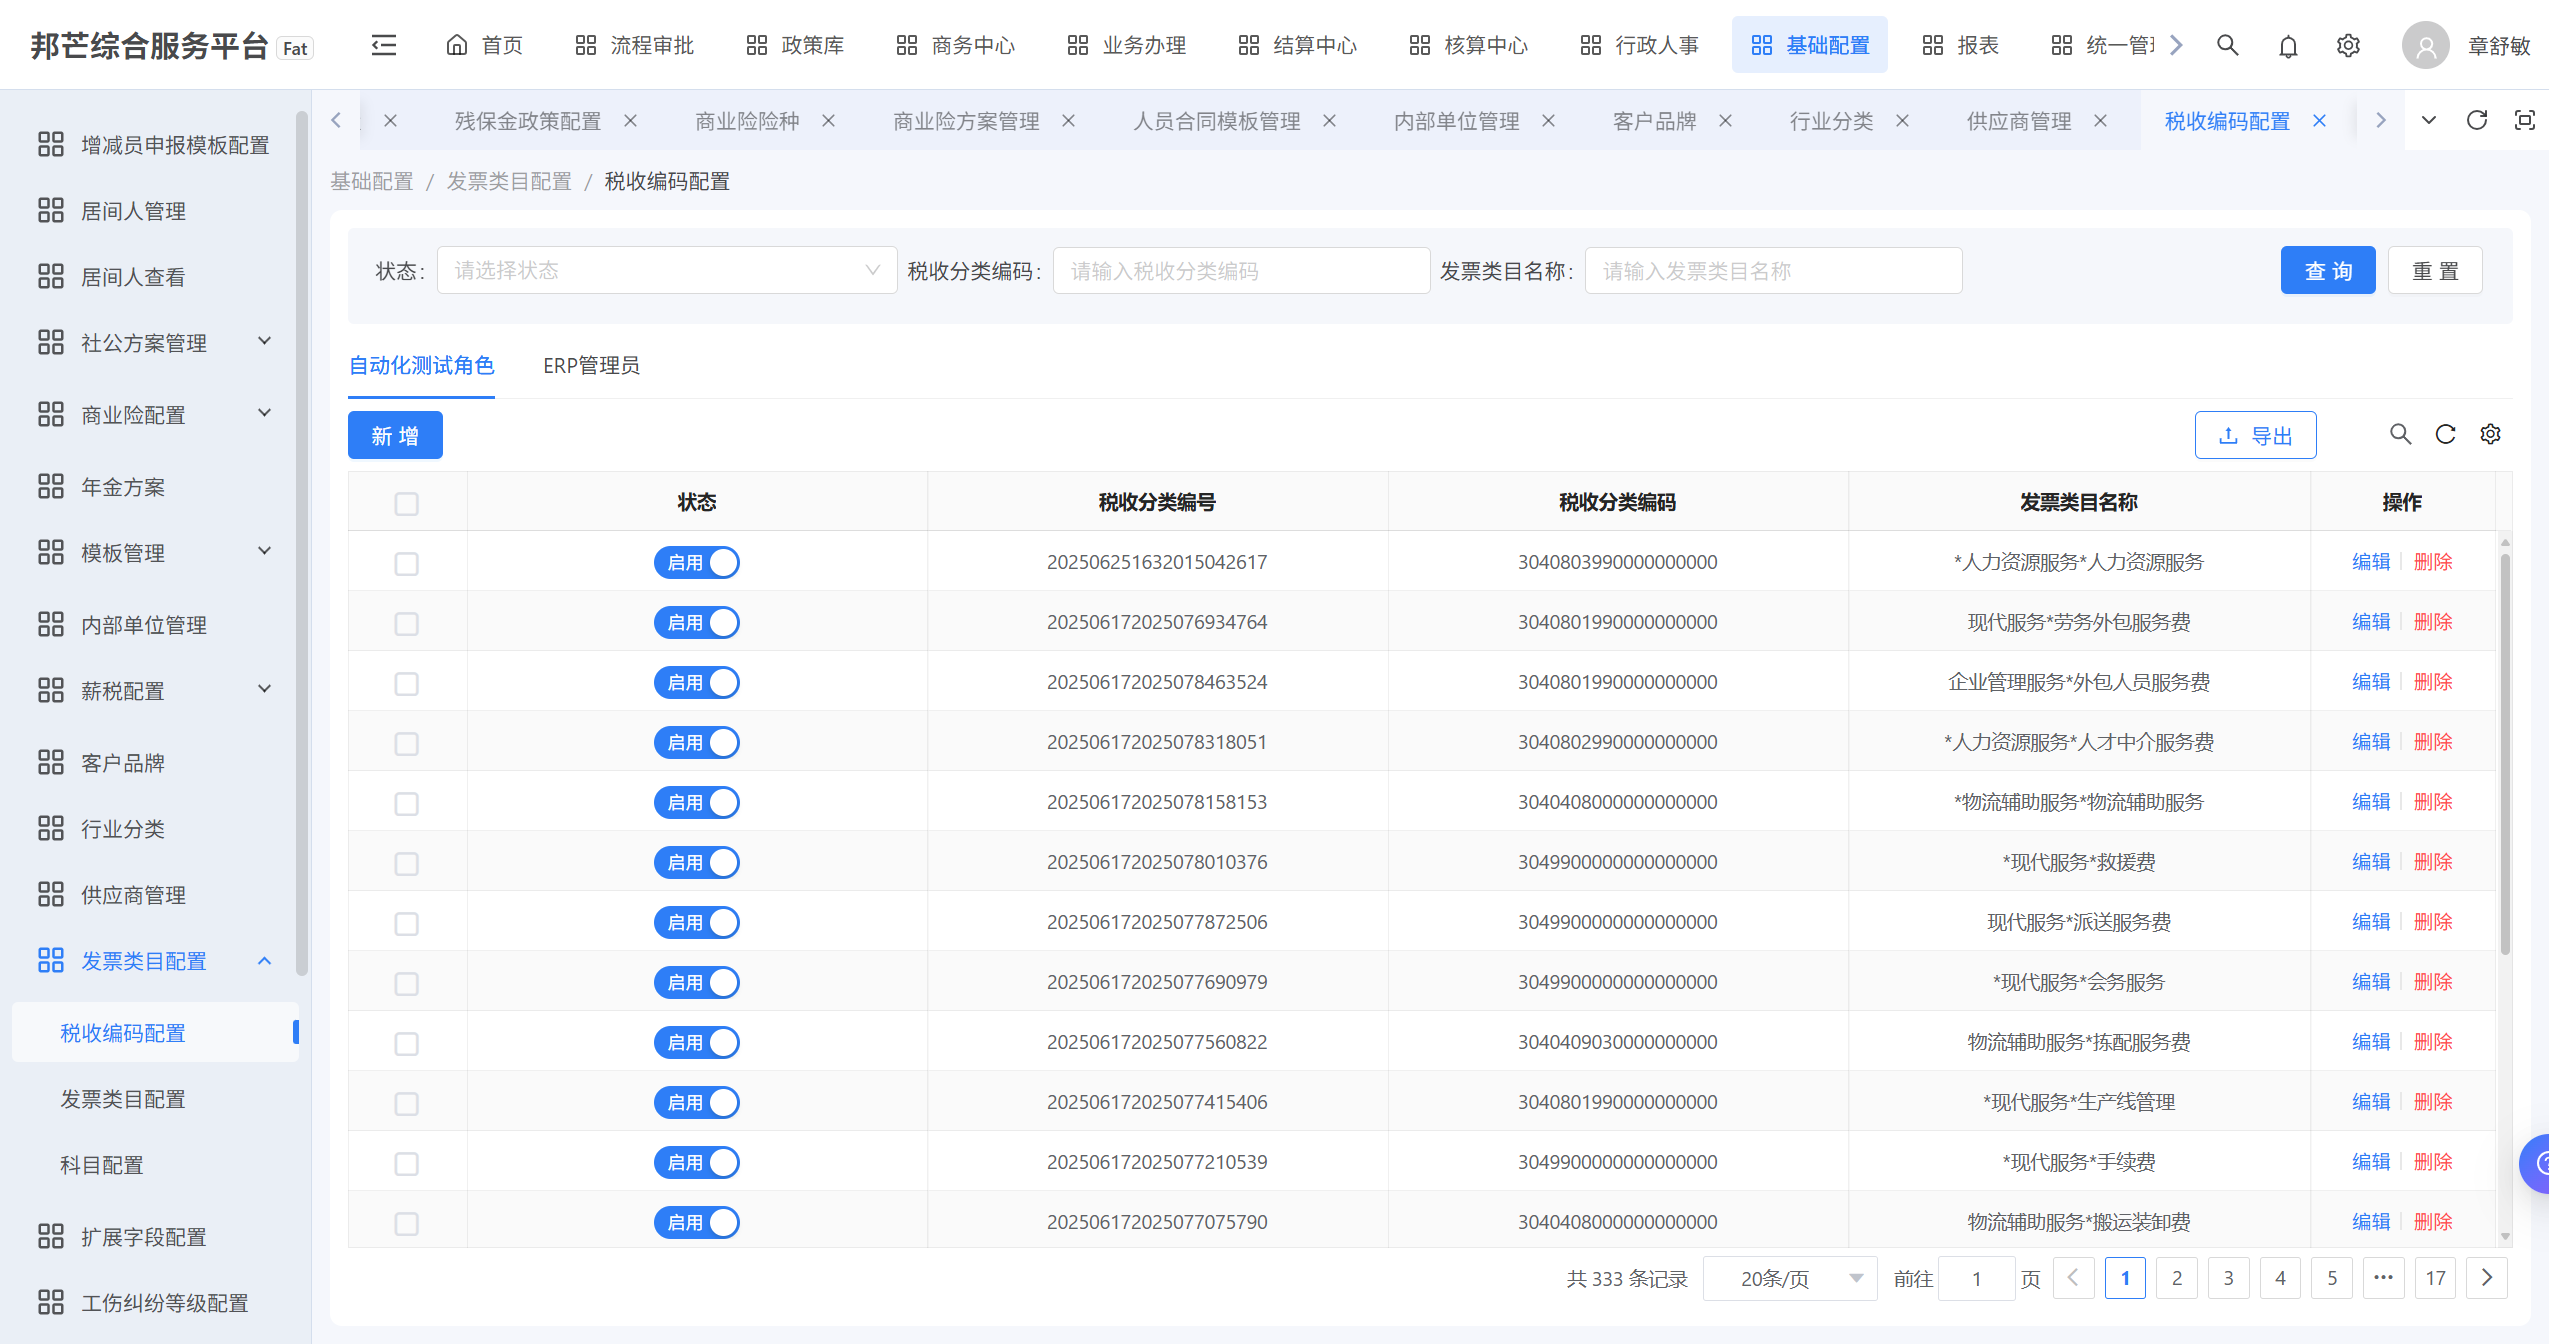 邦芒综合服务平台 Fat 首页 流程审批 政策库 商务中心 业务办理 结算中心 核算中心 行政人事 基础配置 报表 统一管 章舒敏
残保金政策配置 商业险险种 商业险方案管理 人员合同模板管理 内部单位管理 客户品牌 行业分类 供应商管理 税收编码配置
基础配置 / 发票类目配置 / 税收编码配置
增减员申报模板配置
居间人管理
居间人查看
社公方案管理
商业险配置
年金方案
模板管理
内部单位管理
薪税配置
客户品牌
行业分类
供应商管理
发票类目配置
税收编码配置
发票类目配置
科目配置
扩展字段配置
工伤纠纷等级配置
状态: 请选择状态 税收分类编码: 请输入税收分类编码 发票类目名称: 请输入发票类目名称 查 询 重 置
自动化测试角色 ERP管理员
新 增 导出
状态 税收分类编号 税收分类编码 发票类目名称 操作
启用 202506251632015042617 3040803990000000000 *人力资源服务*人力资源服务 编辑 删除
启用 202506172025076934764 3040801990000000000 现代服务*劳务外包服务费 编辑 删除
启用 202506172025078463524 3040801990000000000 企业管理服务*外包人员服务费 编辑 删除
启用 202506172025078318051 3040802990000000000 *人力资源服务*人才中介服务费 编辑 删除
启用 202506172025078158153 3040408000000000000 *物流辅助服务*物流辅助服务 编辑 删除
启用 202506172025078010376 3049900000000000000 *现代服务*救援费 编辑 删除
启用 202506172025077872506 3049900000000000000 现代服务*派送服务费 编辑 删除
启用 202506172025077690979 3049900000000000000 *现代服务*会务服务 编辑 删除
启用 202506172025077560822 3040409030000000000 物流辅助服务*拣配服务费 编辑 删除
启用 202506172025077415406 3040801990000000000 *现代服务*生产线管理 编辑 删除
启用 202506172025077210539 3049900000000000000 *现代服务*手续费 编辑 删除
启用 202506172025077075790 3040408000000000000 物流辅助服务*搬运装卸费 编辑 删除
共 333 条记录 20条/页 前往 1 页 1 2 3 4 5 ••• 17